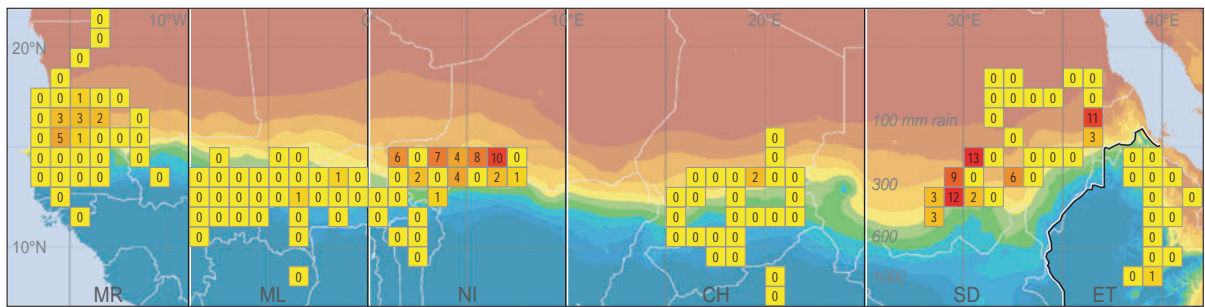 0 10°W 0° 10°E 20°E 30°E 40°E
0
20°N
0
0 0 0 0 0
0 0 1 0 0 0 0 0 0 0
0 3 3 2 0 100 mm rain 0 11
0 5 1 0 0 0 0 0 3
0 0 0 0 0 0 0 0 6 0 7 4 8 10 0 0 13 0 0 0 0 0 0
0 0 0 0 0 0 0 0 0 0 0 0 1 0 0 2 0 4 0 2 1 0 0 0 2 0 0 9 0 6 0 0 0 0
300
0 0 0 0 0 0 1 0 0 0 0 0 0 1 0 0 0 0 0 3 12 2 0 0 0
0 0 0 0 0 0 0 0 0 0 0 0 0 0 0 3 0 0
0 0 0 0 0 0 0 0 600 0 0
10°N
0 0 0 0 0
0 0 1000 0 1
0
MR ML NI CH SD ET